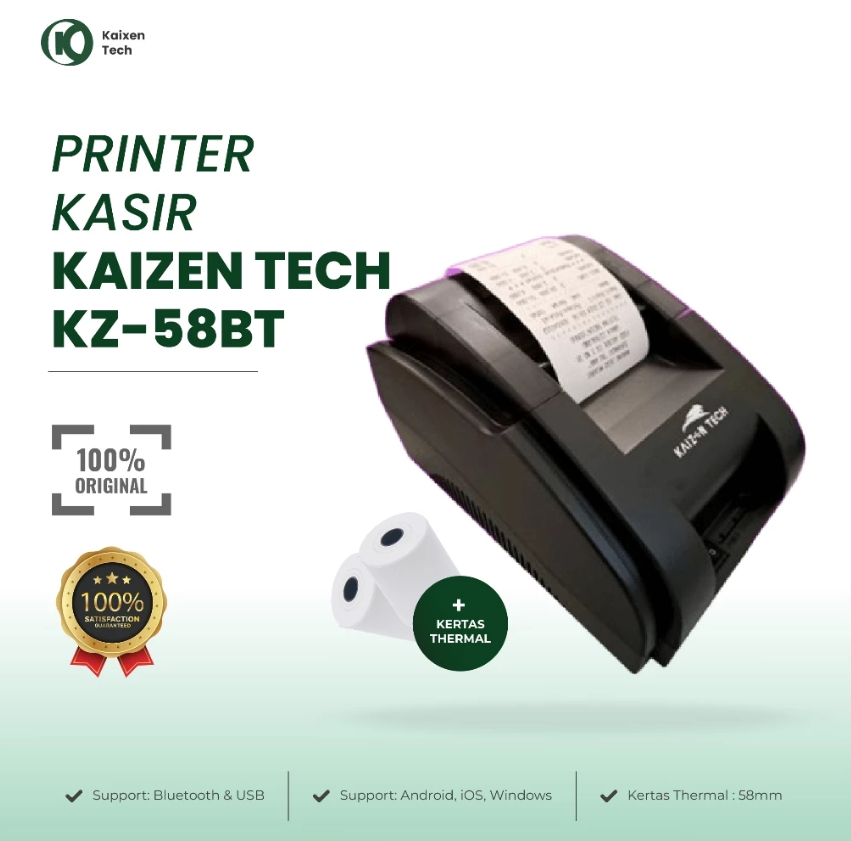 Kaixen
Tech
PRINTER
KASIR
KAIZEN TECH
KZ-58BT
100%
ORIGINAL
100%
SATISFACTION
GUARANTEED
KAIZEN TECH
+
KERTAS
THERMAL
Support: Bluetooth & USB
Support: Android, iOS, Windows
Kertas Thermal : 58mm